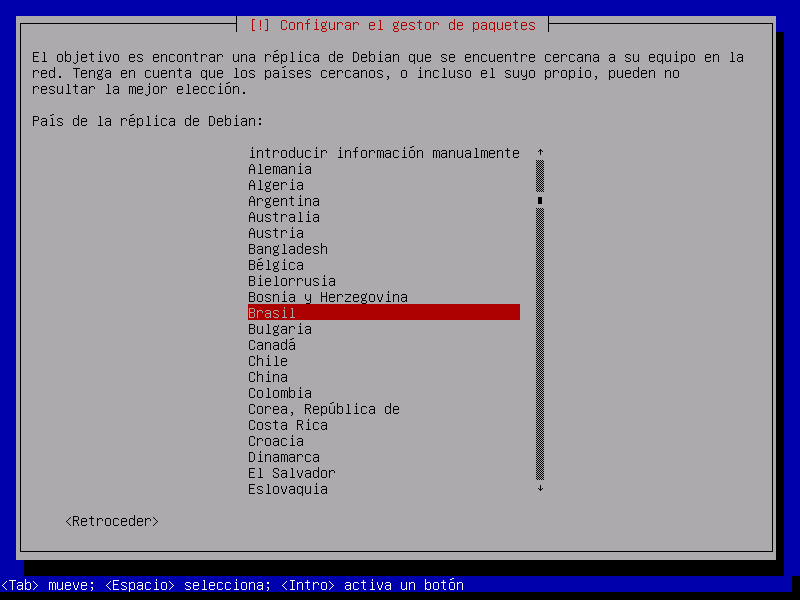 [!] Configurar el gestor de paquetes
El objetivo es encontrar una réplica de Debian que se encuentre cercana a su equipo en la
red. Tenga en cuenta que los países cercanos, o incluso el suyo propio, pueden no
resultar la mejor elección.
País de la réplica de Debian:
introducir información manualmente
Alemania
Algeria
Argentina
Australia
Austria
Bangladesh
Bélgica
Bielorrusia
Bosnia y Herzegovina
Brasil
Bulgaria
Canadá
Chile
China
Colombia
Corea, República de
Costa Rica
Croacia
Dinamarca
El Salvador
Eslovaquia
<Retroceder>
<Tab> mueve; <Espacio> selecciona; <Intro> activa un botón